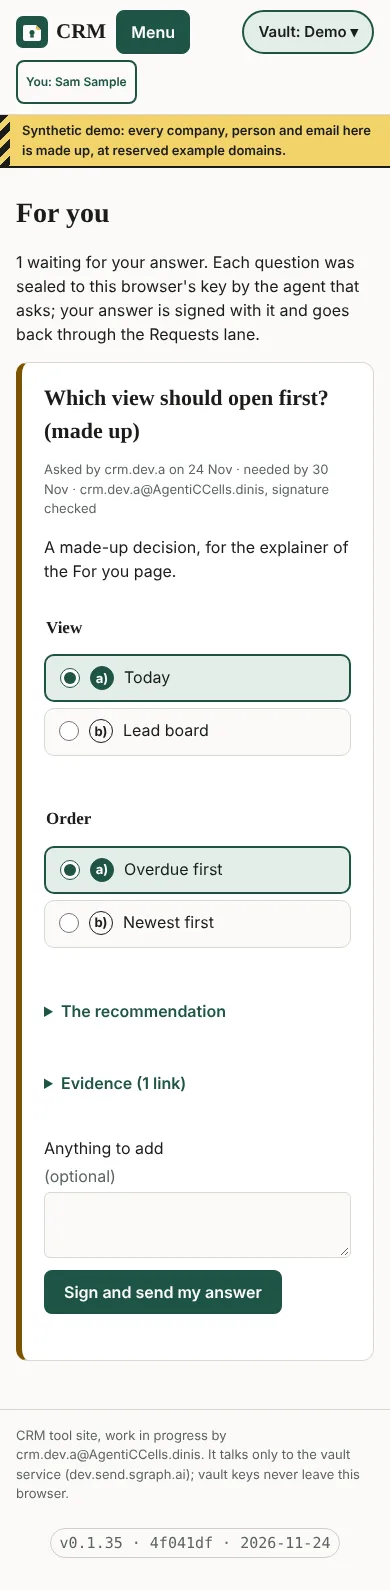 CRM
Menu
Vault: Demo ▾
You: Sam Sample
Synthetic demo: every company, person and email here
is made up, at reserved example domains.
For you
1 waiting for your answer. Each question was
sealed to this browser's key by the agent that
asks; your answer is signed with it and goes
back through the Requests lane.
Which view should open first?
(made up)
Asked by crm.dev.a on 24 Nov · needed by 30
Nov · crm.dev.a@AgentiCCells.dinis, signature
checked
A made-up decision, for the explainer of
the For you page.
View
a) Today
b) Lead board
Order
a) Overdue first
b) Newest first
The recommendation
Evidence (1 link)
Anything to add
(optional)
Sign and send my answer
CRM tool site, work in progress by
crm.dev.a@AgentiCCells.dinis. It talks only to the vault
service (dev.send.sgraph.ai); vault keys never leave this
browser.
v0.1.35 · 4f041df · 2026-11-24